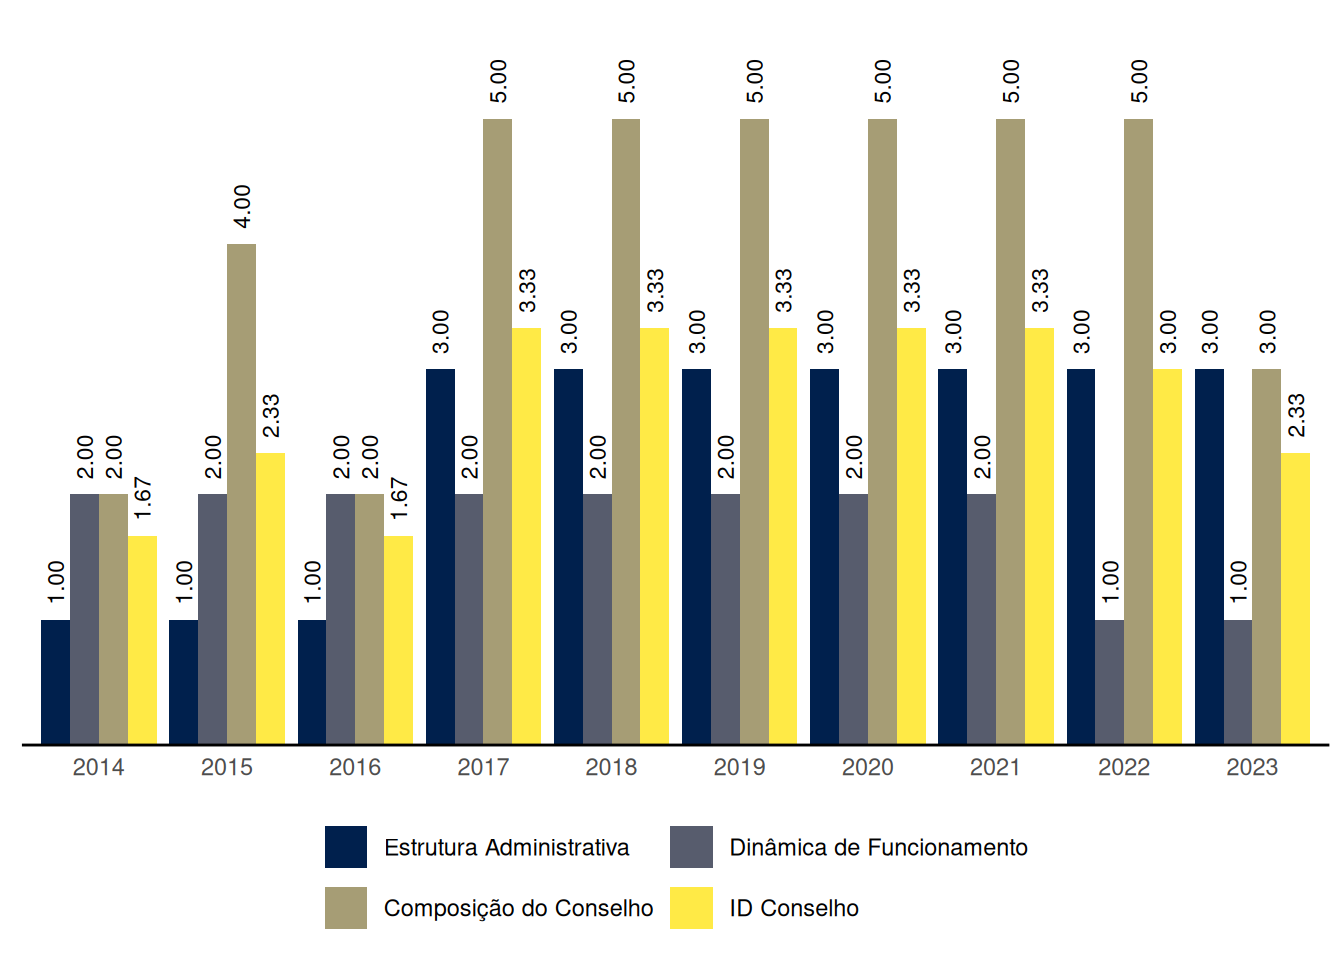 1.00 2.00 2.00 1.67
1.00 2.00 4.00 2.33
1.00 2.00 2.00 1.67
3.00 2.00 5.00 3.33
3.00 2.00 5.00 3.33
3.00 2.00 5.00 3.33
3.00 2.00 5.00 3.33
3.00 2.00 5.00 3.33
3.00 1.00 5.00 3.00
3.00 1.00 3.00 2.33
2014 2015 2016 2017 2018 2019 2020 2021 2022 2023
Estrutura Administrativa Dinâmica de Funcionamento
Composição do Conselho ID Conselho